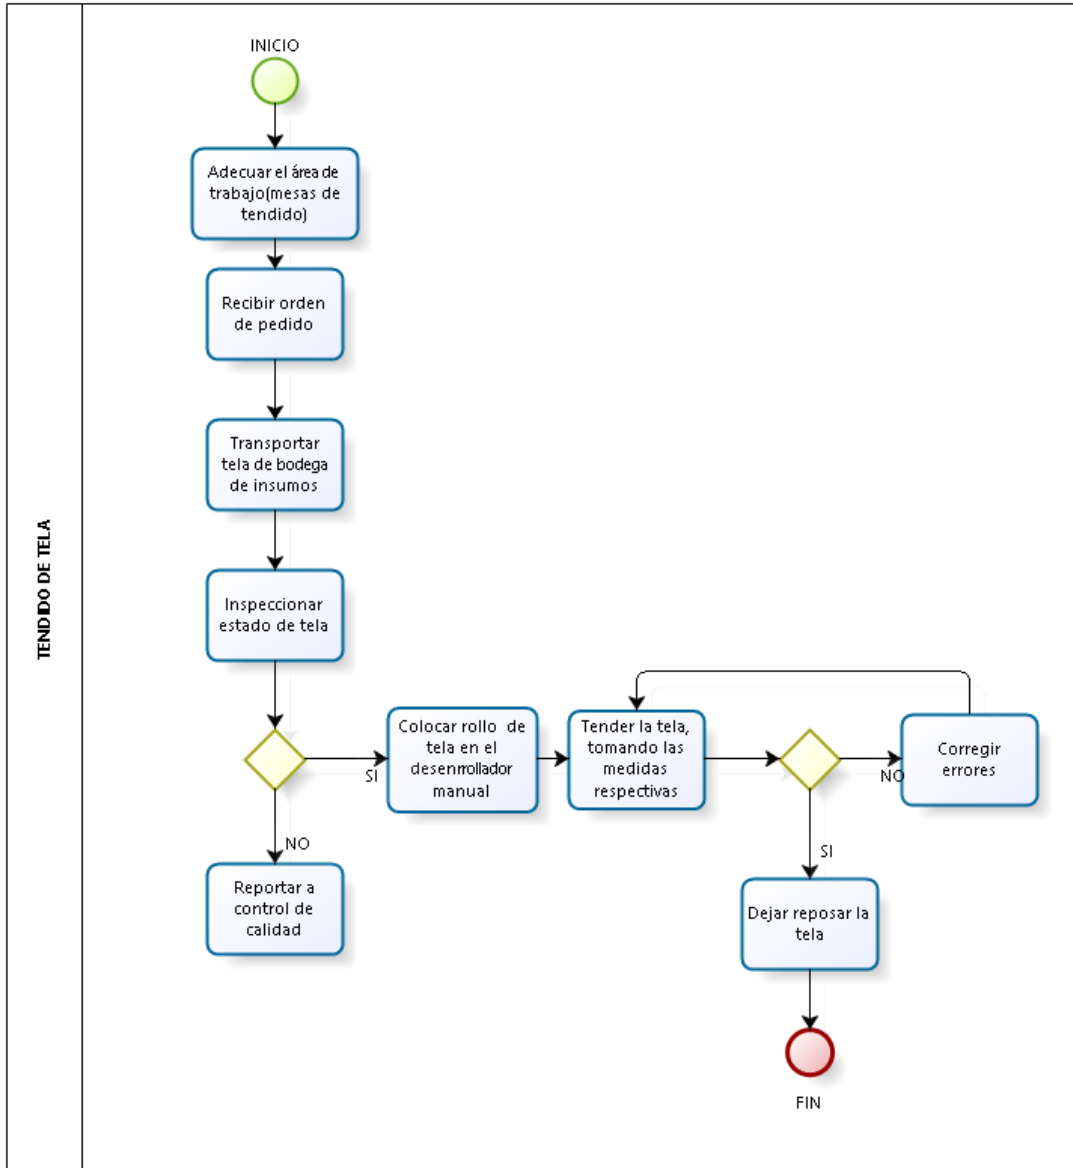 TENDIDO DE TELA
INICIO
Adecuar el área de
trabajo(mesas de
tendido)
Recibir orden
de pedido
Transportar
tela de bodega
de insumos
Inspeccionar
estado de tela
SI
NO
Reportar a
control de
calidad
Colocar rollo de
tela en el
desenrrollador
manual
Tender la tela,
tomando las
medidas
respectivas
NO
Corregir
errores
SI
Dejar reposar la
tela
FIN